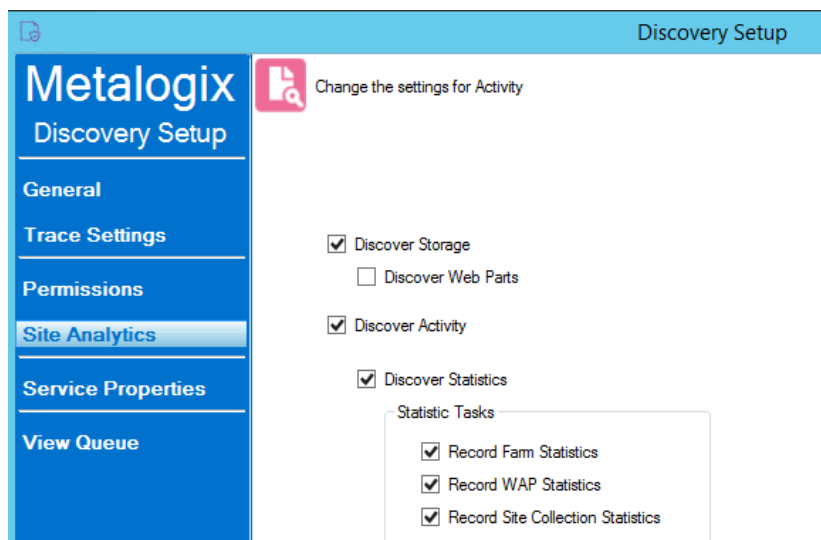 Discovery Setup
Metalogix
Discovery Setup
General
Trace Settings
Permissions
Site Analytics
Service Properties
View Queue
Change the settings for Activity
Discover Storage
Discover Web Parts
Discover Activity
Discover Statistics
Statistic Tasks
Record Farm Statistics
Record WAP Statistics
Record Site Collection Statistics